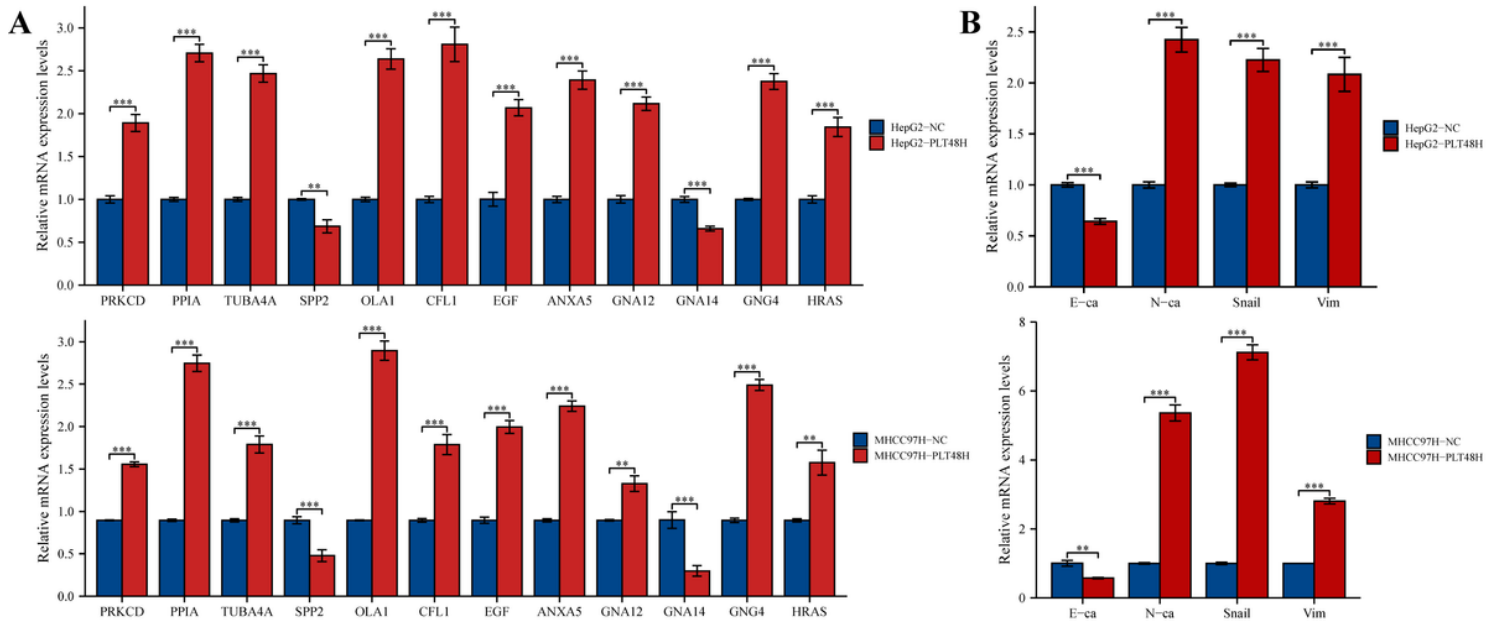 A
Relative mRNA expression levels
3.0
2.5
2.0
1.5
1.0
0.5
0.0
*** *** *** ** *** *** *** *** *** *** *** ***
PRKCD PPIA TUBA4A SPP2 OLA1 CFL1 EGF ANXA5 GNA12 GNA14 GNG4 HRAS
HepG2−NC
HepG2−PLT48H
Relative mRNA expression levels
3.0
2.5
2.0
1.5
1.0
0.5
0.0
*** *** *** *** *** *** *** *** ** *** *** **
PRKCD PPIA TUBA4A SPP2 OLA1 CFL1 EGF ANXA5 GNA12 GNA14 GNG4 HRAS
MHCC97H−NC
MHCC97H−PLT48H
B
Relative mRNA expression levels
2.5
2.0
1.5
1.0
0.5
0.0
*** *** *** ***
E−ca N−ca Snail Vim
HepG2−NC
HepG2−PLT48H
Relative mRNA expression levels
8
6
4
2
0
** *** *** ***
E−ca N−ca Snail Vim
MHCC97H−NC
MHCC97H−PLT48H